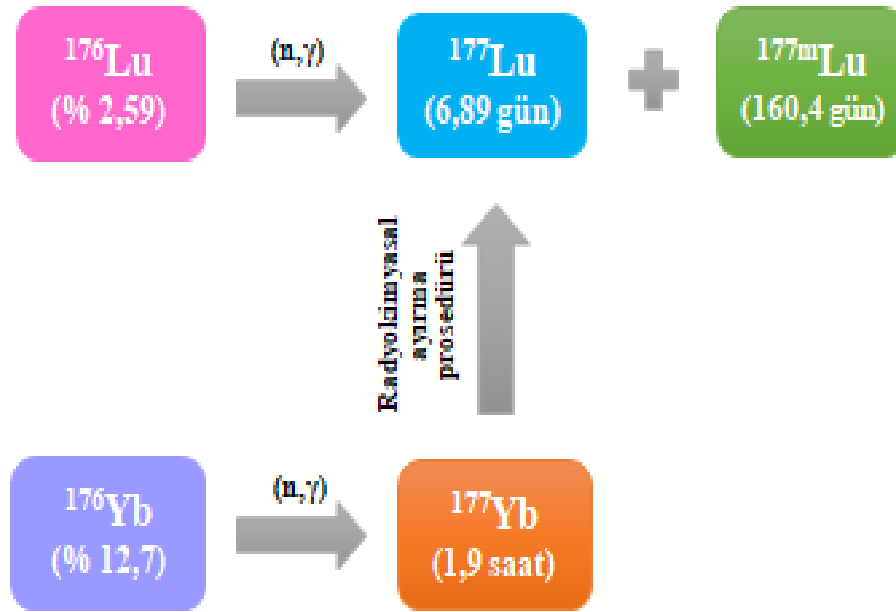 ¹⁷⁶Lu
(% 2,59)
(n,γ)
¹⁷⁷Lu
(6,89 gün)
¹⁷⁷ᵐLu
(160,4 gün)
Radyokimyasal
ayırma
prosedürü
¹⁷⁶Yb
(% 12,7)
(n,γ)
¹⁷⁷Yb
(1,9 saat)